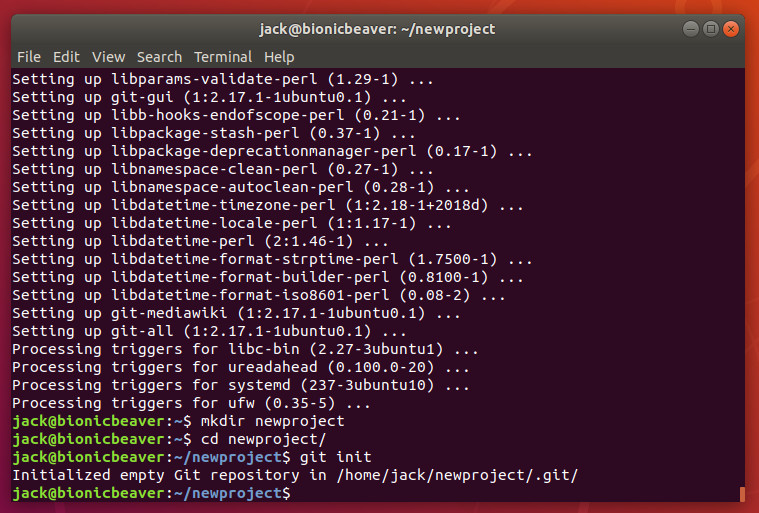 jack@bionicbeaver: ~/newproject
File Edit View Search Terminal Help
Setting up libparams-validate-perl (1.29-1) ...
Setting up git-gui (1:2.17.1-1ubuntu0.1) ...
Setting up libb-hooks-endofscope-perl (0.21-1) ...
Setting up libpackage-stash-perl (0.37-1) ...
Setting up libpackage-deprecationmanager-perl (0.17-1) ...
Setting up libnamespace-clean-perl (0.27-1) ...
Setting up libnamespace-autoclean-perl (0.28-1) ...
Setting up libdatetime-timezone-perl (1:2.18-1+2018d) ...
Setting up libdatetime-locale-perl (1:1.17-1) ...
Setting up libdatetime-perl (2:1.46-1) ...
Setting up libdatetime-format-strptime-perl (1.7500-1) ...
Setting up libdatetime-format-builder-perl (0.8100-1) ...
Setting up libdatetime-format-iso8601-perl (0.08-2) ...
Setting up git-mediawiki (1:2.17.1-1ubuntu0.1) ...
Setting up git-all (1:2.17.1-1ubuntu0.1) ...
Processing triggers for libc-bin (2.27-3ubuntu1) ...
Processing triggers for ureadahead (0.100.0-20) ...
Processing triggers for systemd (237-3ubuntu10) ...
Processing triggers for ufw (0.35-5) ...
jack@bionicbeaver:~$ mkdir newproject
jack@bionicbeaver:~$ cd newproject/
jack@bionicbeaver:~/newproject$ git init
Initialized empty Git repository in /home/jack/newproject/.git/
jack@bionicbeaver:~/newproject$